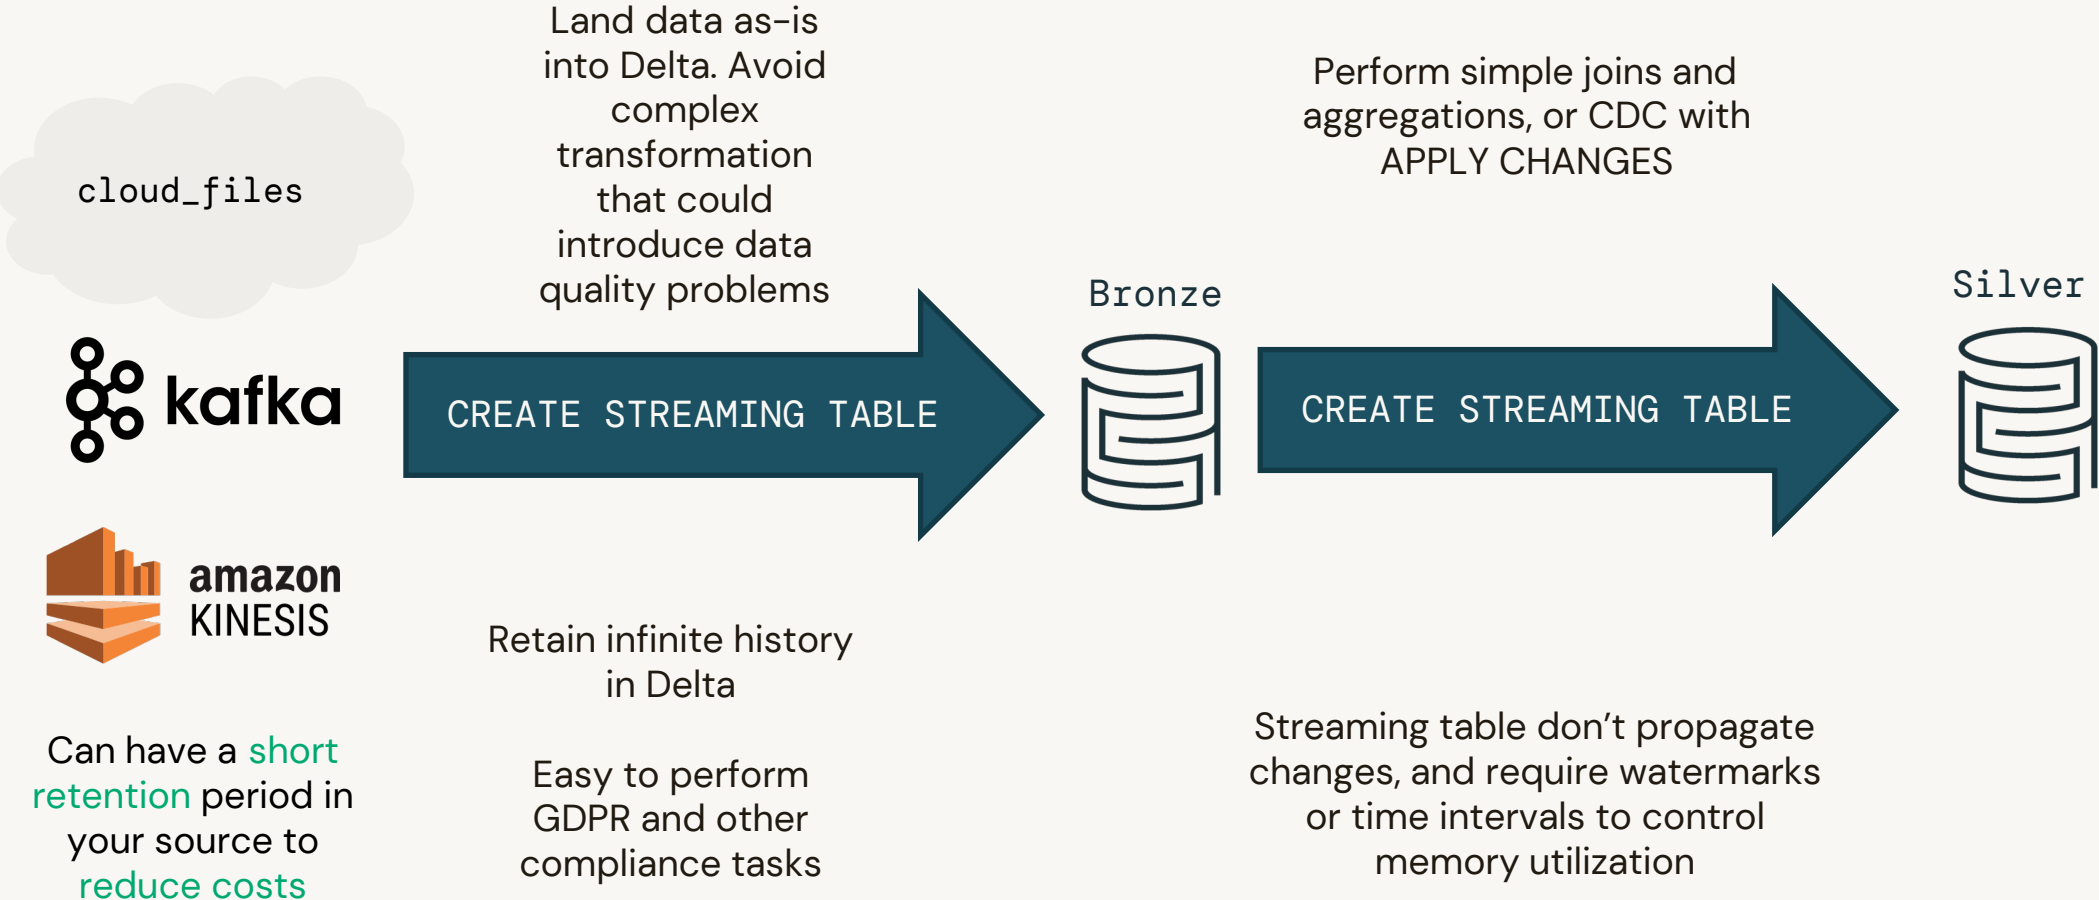 Land data as-is
into Delta. Avoid
complex
transformation
that could
introduce data
quality problems
Perform simple joins and
aggregations, or CDC with
APPLY CHANGES
cloud_files
kafka
amazon
KINESIS
CREATE STREAMING TABLE
Bronze
CREATE STREAMING TABLE
Silver
Can have a short
retention period in
your source to
reduce costs
Retain infinite history
in Delta
Easy to perform
GDPR and other
compliance tasks
Streaming table don’t propagate
changes, and require watermarks
or time intervals to control
memory utilization